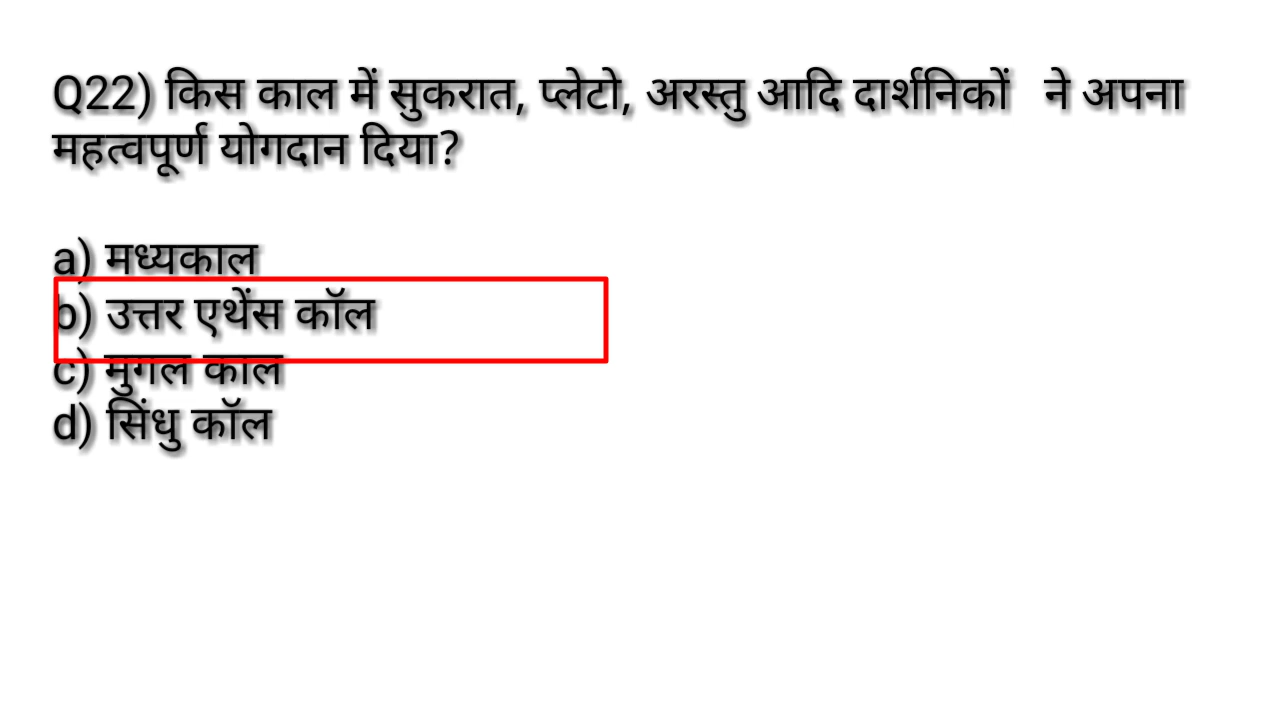 Q22) किस काल में सुकरात, प्लेटो, अरस्तु आदि दार्शनिकों ने अपना
महत्वपूर्ण योगदान दिया?
a) मध्यकाल
b) उत्तर एथेंस कॉल
c) मुगल काल
d) सिंधु कॉल